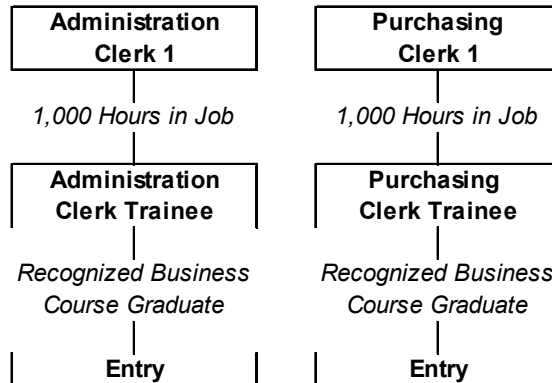 Administration
Clerk 1
1,000 Hours in Job
Administration
Clerk Trainee
Recognized Business
Course Graduate
Entry
Purchasing
Clerk 1
1,000 Hours in Job
Purchasing
Clerk Trainee
Recognized Business
Course Graduate
Entry